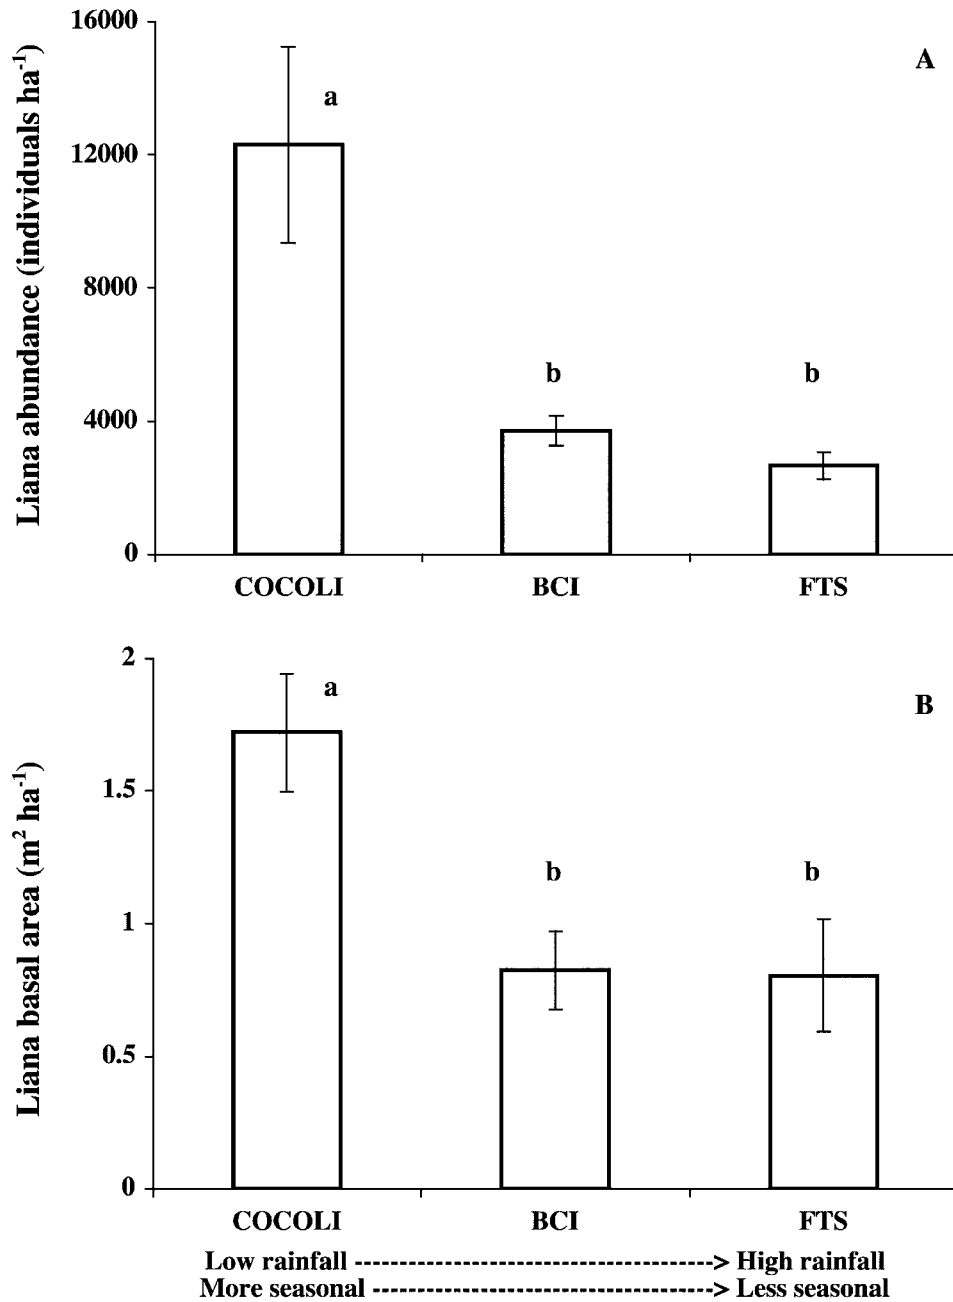 A
Liana abundance (individuals ha⁻¹)
16000
12000
8000
4000
0
a
b
b
COCOLI BCI FTS
B
Liana basal area (m² ha⁻¹)
2
1.5
1
0.5
0
a
b
b
COCOLI BCI FTS
Low rainfall ----------------------------> High rainfall
More seasonal --------------------------> Less seasonal